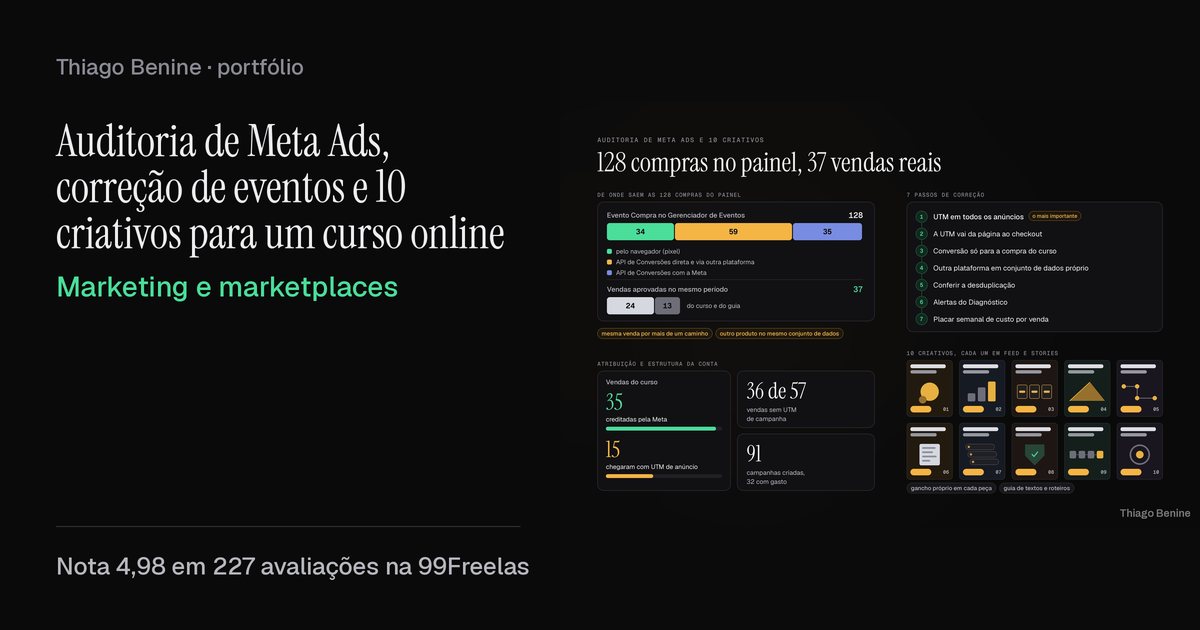 Thiago Benine · portfólio
Auditoria de Meta Ads,
correção de eventos e 10
criativos para um curso online
Marketing e marketplaces
Nota 4,98 em 227 avaliações na 99Freelas
AUDITORIA DE META ADS E 10 CRIATIVOS
128 compras no painel, 37 vendas reais
DE ONDE SAEM AS 128 COMPRAS DO PAINEL
Evento Compra no Gerenciador de Eventos 128
34 59 35
pelo navegador (pixel)
API de Conversões direta e via outra plataforma
API de Conversões com a Meta
Vendas aprovadas no mesmo período 37
24 13 do curso e do guia
mesma venda por mais de um caminho outro produto no mesmo conjunto de dados
ATRIBUIÇÃO E ESTRUTURA DA CONTA
Vendas do curso
35
creditadas pela Meta
15
chegaram com UTM de anúncio
36 de 57
vendas sem UTM
de campanha
91
campanhas criadas,
32 com gasto
7 PASSOS DE CORREÇÃO
1 UTM em todos os anúncios o mais importante
2 A UTM vai da página ao checkout
3 Conversão só para a compra do curso
4 Outra plataforma em conjunto de dados próprio
5 Conferir a desduplicação
6 Alertas do Diagnóstico
7 Placar semanal de custo por venda
10 CRIATIVOS, CADA UM EM FEED E STORIES
01 02 03 04 05
06 07 08 09 10
gancho próprio em cada peça guia de textos e roteiros
Thiago Benine